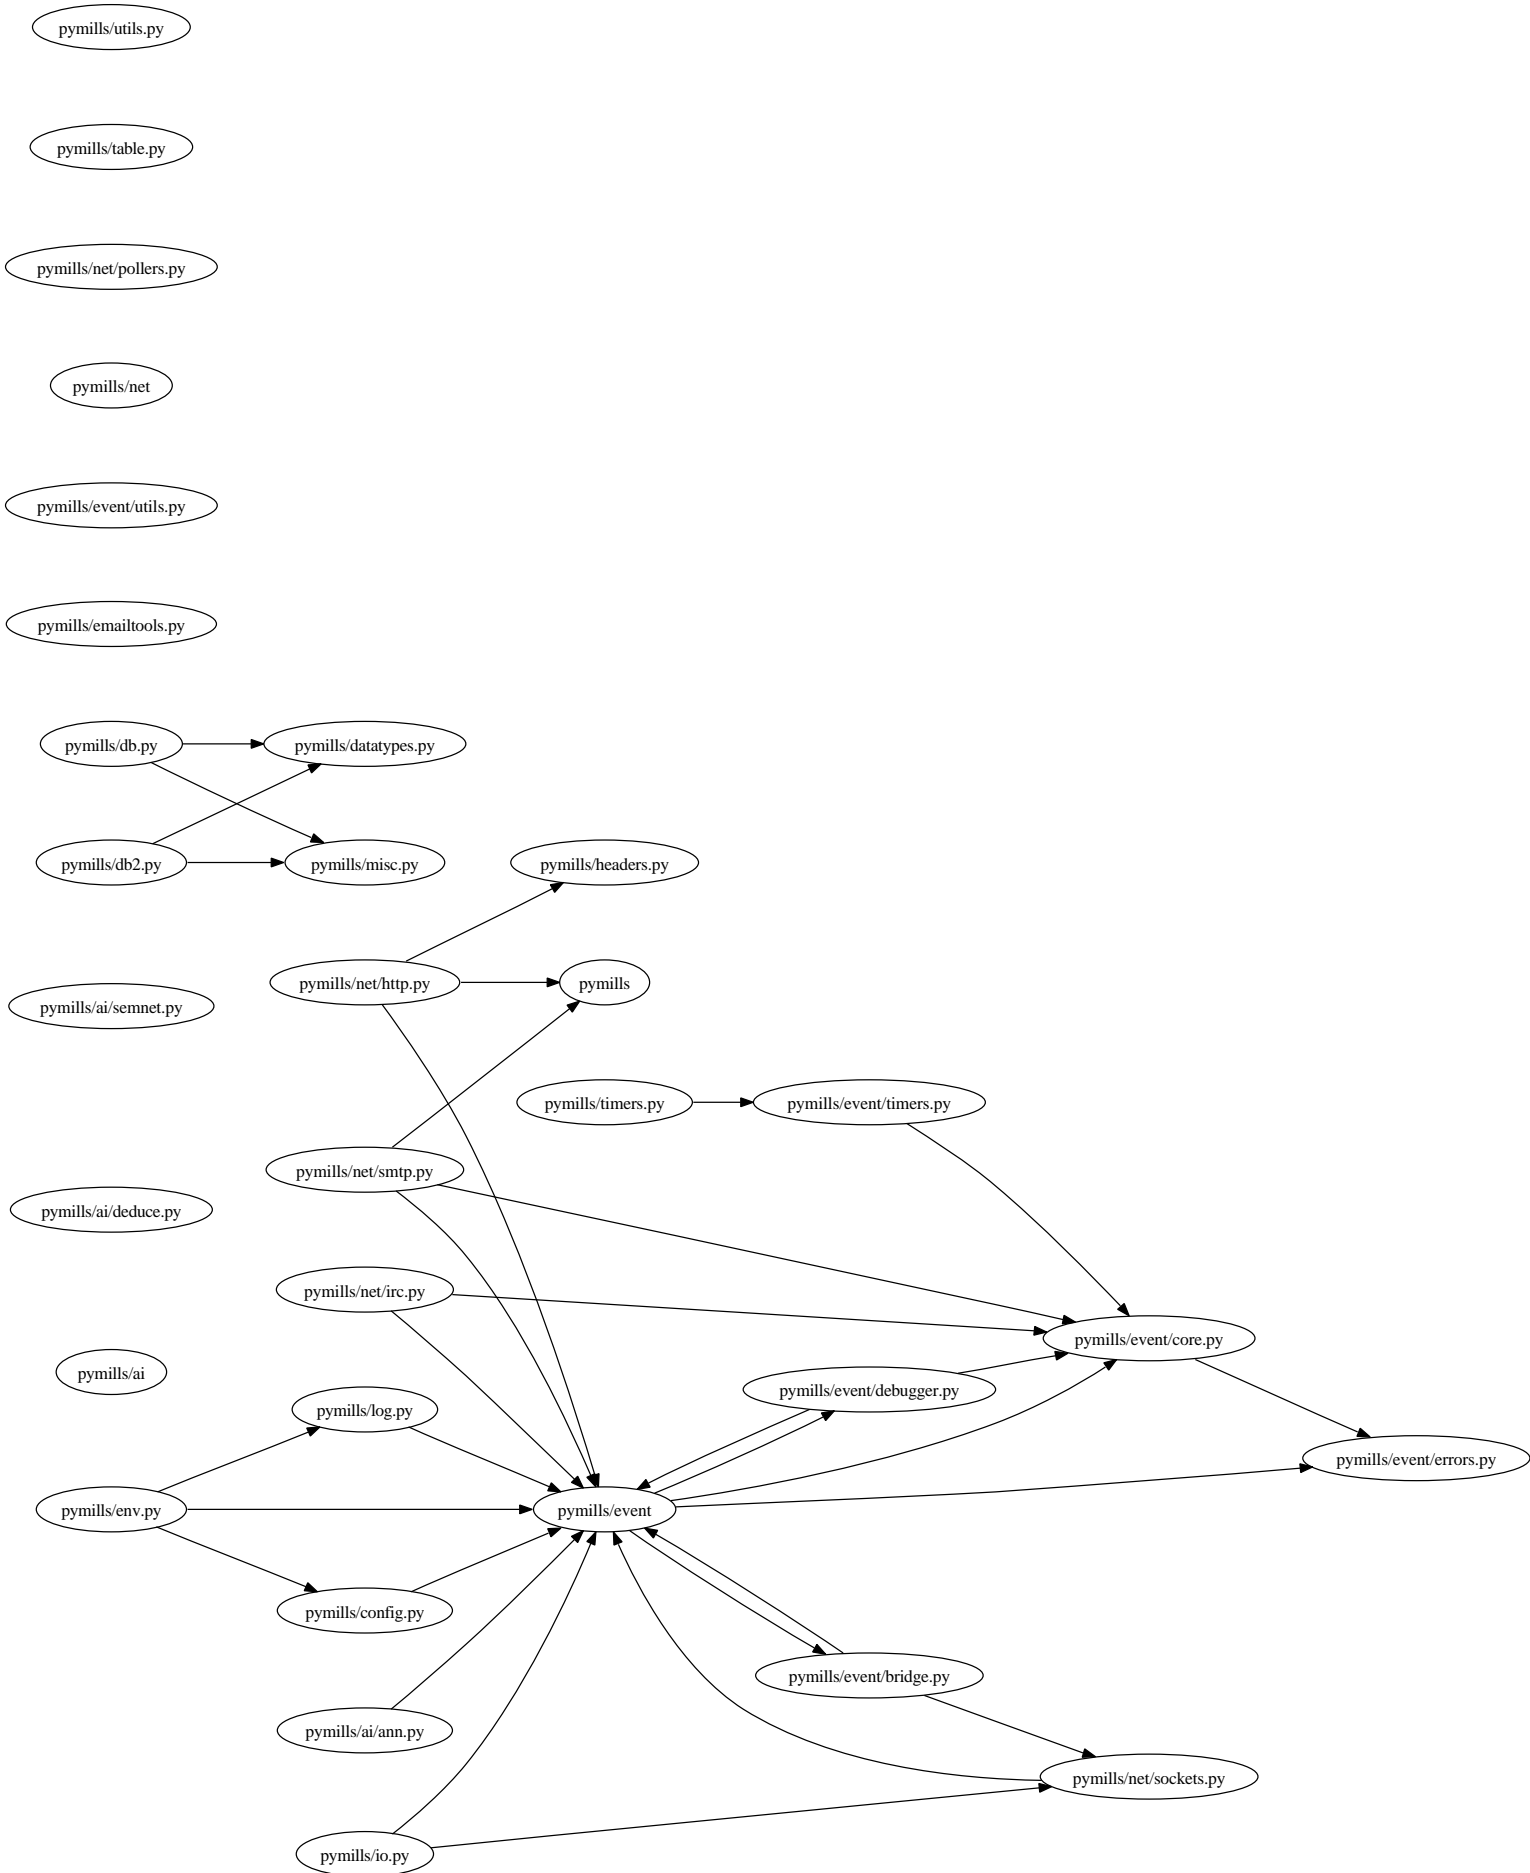 pymills/utils.py
pymills/table.py
pymills/net/pollers.py
pymills/net
pymills/event/utils.py
pymills/emailtools.py
pymills/db.py
pymills/datatypes.py
pymills/db2.py
pymills/misc.py
pymills/headers.py
pymills/net/http.py
pymills
pymills/ai/semnet.py
pymills/timers.py
pymills/event/timers.py
pymills/net/smtp.py
pymills/ai/deduce.py
pymills/net/irc.py
pymills/event/core.py
pymills/ai
pymills/event/debugger.py
pymills/log.py
pymills/event/errors.py
pymills/env.py
pymills/event
pymills/config.py
pymills/event/bridge.py
pymills/ai/ann.py
pymills/net/sockets.py
pymills/io.py